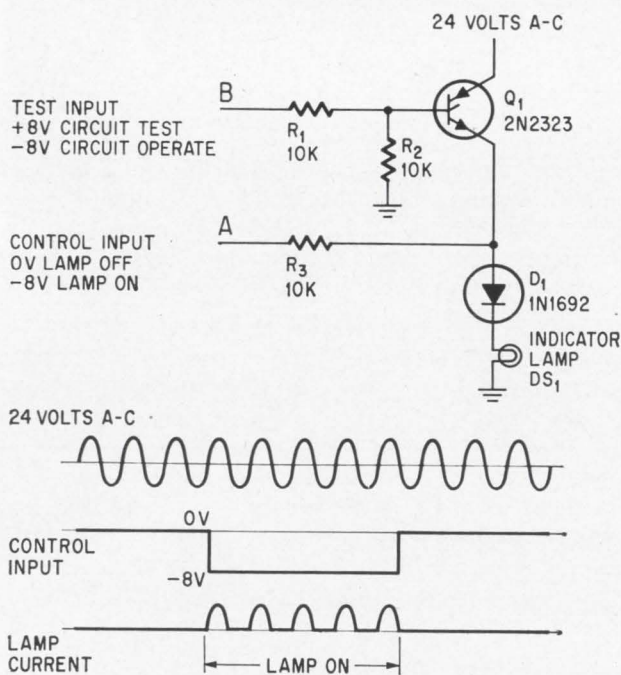 24 VOLTS A-C
B
TEST INPUT
+8V CIRCUIT TEST
-8V CIRCUIT OPERATE
R1
10K
R2
10K
Q1
2N2323
A
CONTROL INPUT
0V LAMP OFF
-8V LAMP ON
R3
10K
D1
1N1692
INDICATOR
LAMP
DS1
24 VOLTS A-C
0V
CONTROL
INPUT
-8V
LAMP
CURRENT
LAMP ON